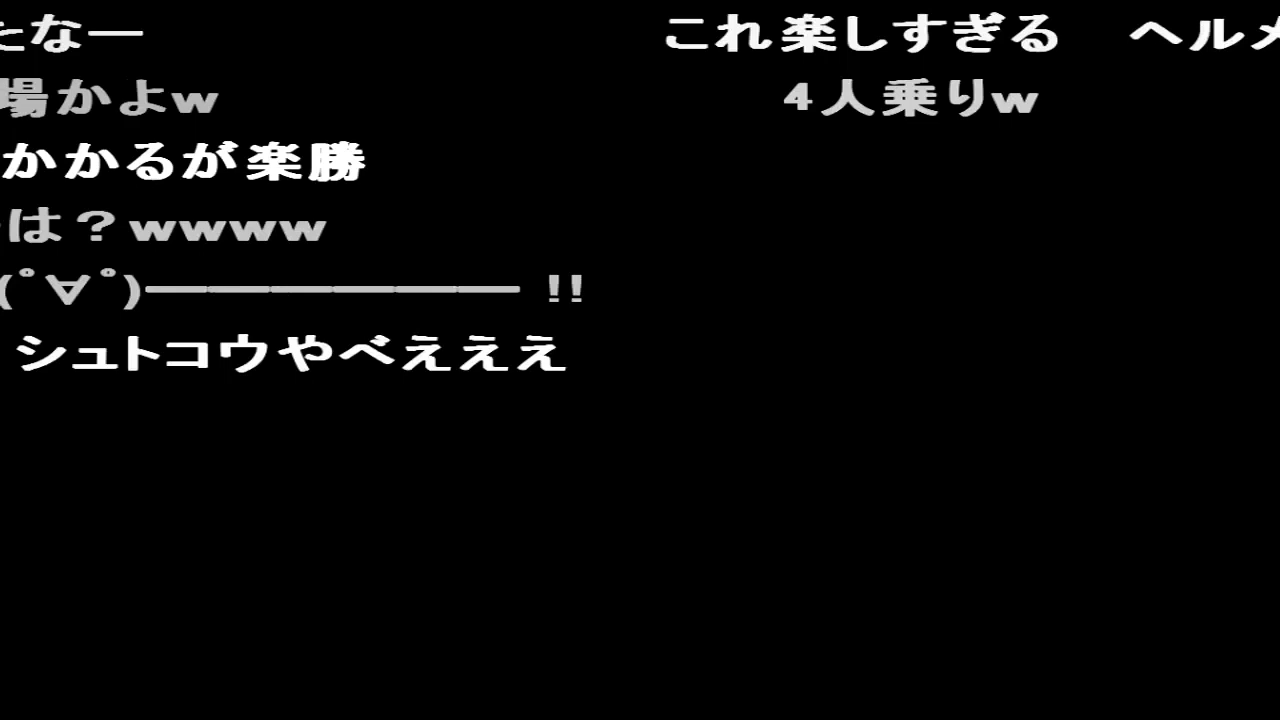 たなー
これ楽しすぎる
ヘルメ
場かよw
4人乗りw
かかるが楽勝
は？wwww
(ﾟ∀ﾟ)―――――― !!
シュトコウやべえええ